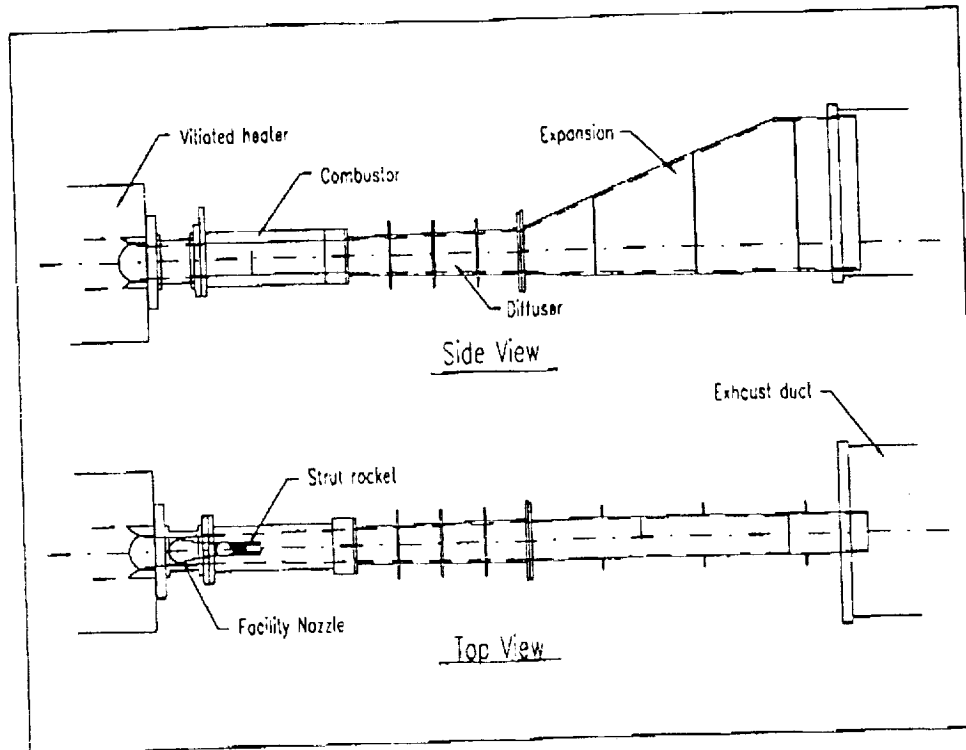 Vitiated heater
Combustor
Expansion
Diffuser
Side View
Exhaust duct
Strut rocket
Facility Nozzle
Top View